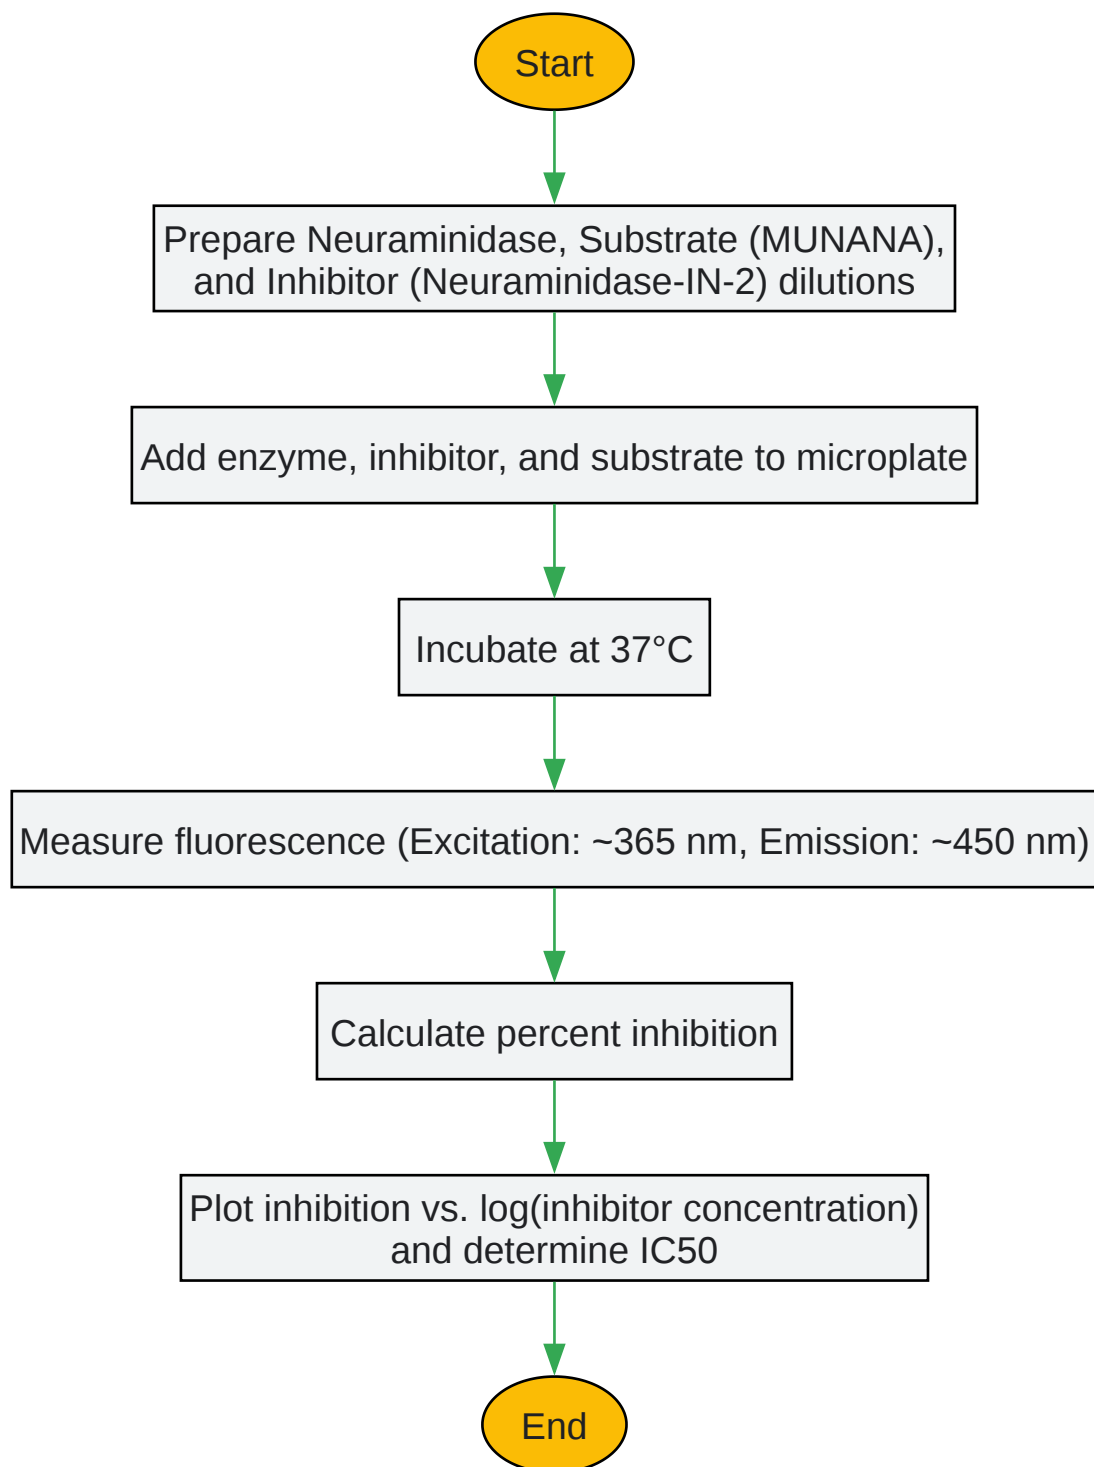 Start
Prepare Neuraminidase, Substrate (MUNANA),
and Inhibitor (Neuraminidase-IN-2) dilutions
Add enzyme, inhibitor, and substrate to microplate
Incubate at 37°C
Measure fluorescence (Excitation: ~365 nm, Emission: ~450 nm)
Calculate percent inhibition
Plot inhibition vs. log(inhibitor concentration)
and determine IC50
End